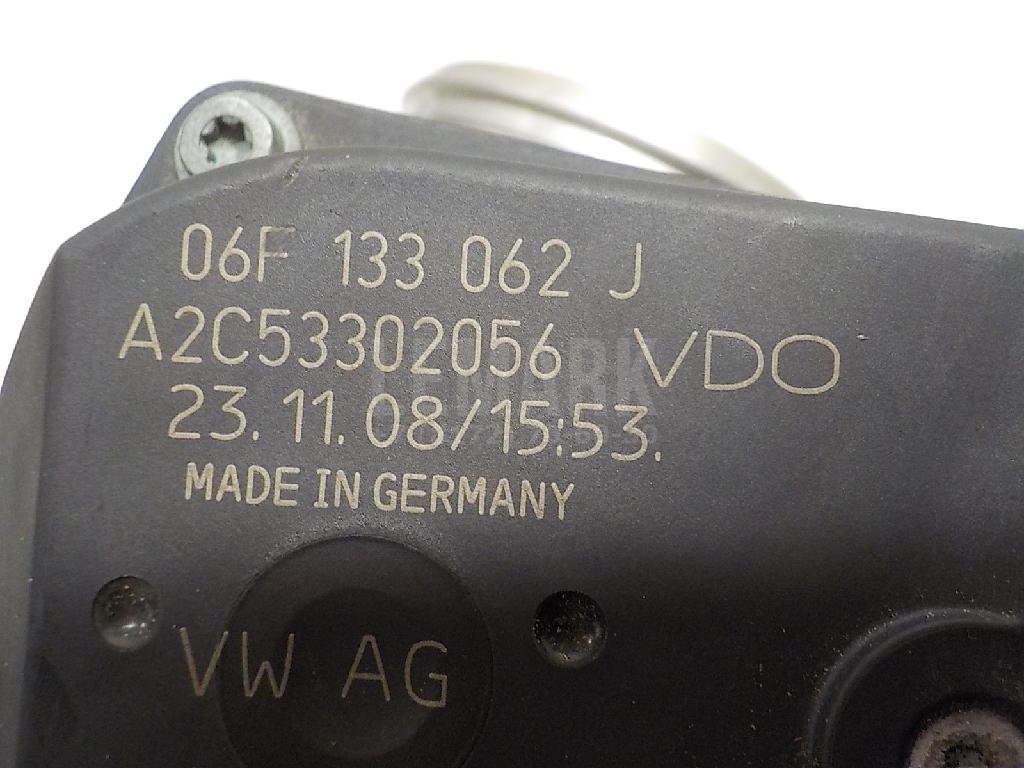 06F 133 062 J
A2C53302056 VDO
23.11.08/15:53.
MADE IN GERMANY
VW AG